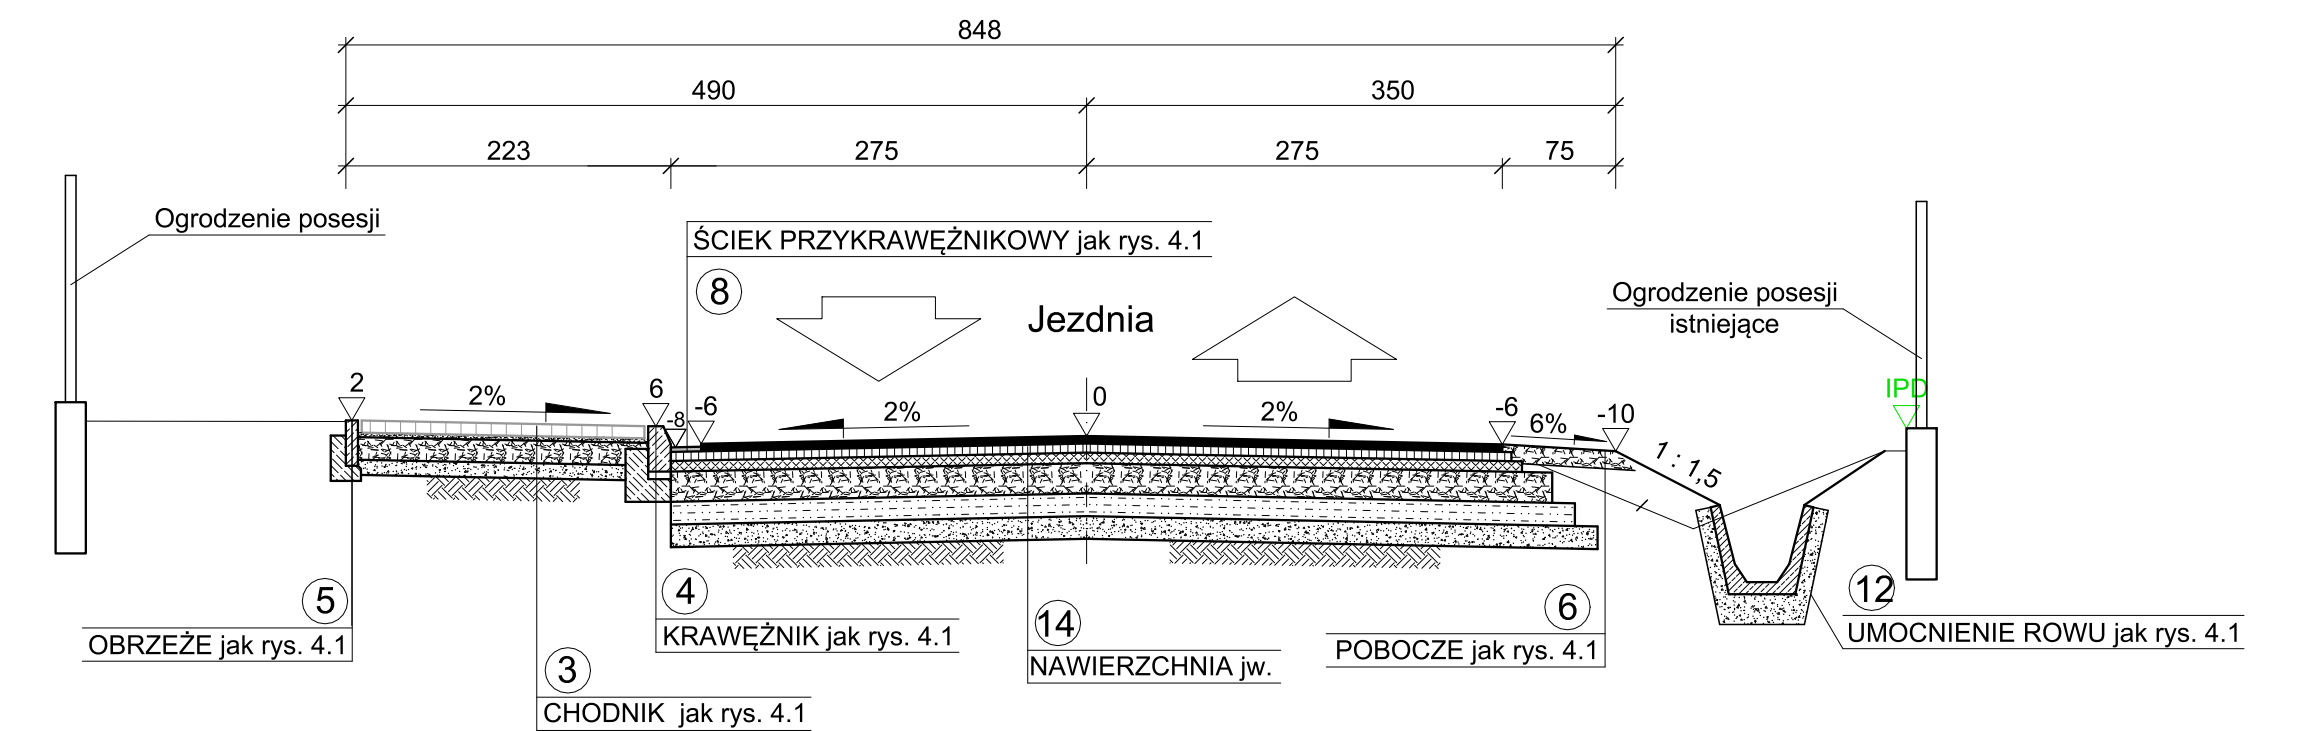 848
490 350
223 275 275 75
Ogrodzenie posesji
ŚCIEK PRZYKRAWĘŻNIKOWY jak rys. 4.1
8
Jezdnia
Ogrodzenie posesji
istniejące
IPD
2 2% 6 -8 -6 2% 0 2% -6 6% -10
1 : 1,5
5
OBRZEŻE jak rys. 4.1
4
KRAWĘŻNIK jak rys. 4.1
14
NAWIERZCHNIA jw.
6
POBOCZE jak rys. 4.1
12
UMOCNIENIE ROWU jak rys. 4.1
3
CHODNIK jak rys. 4.1